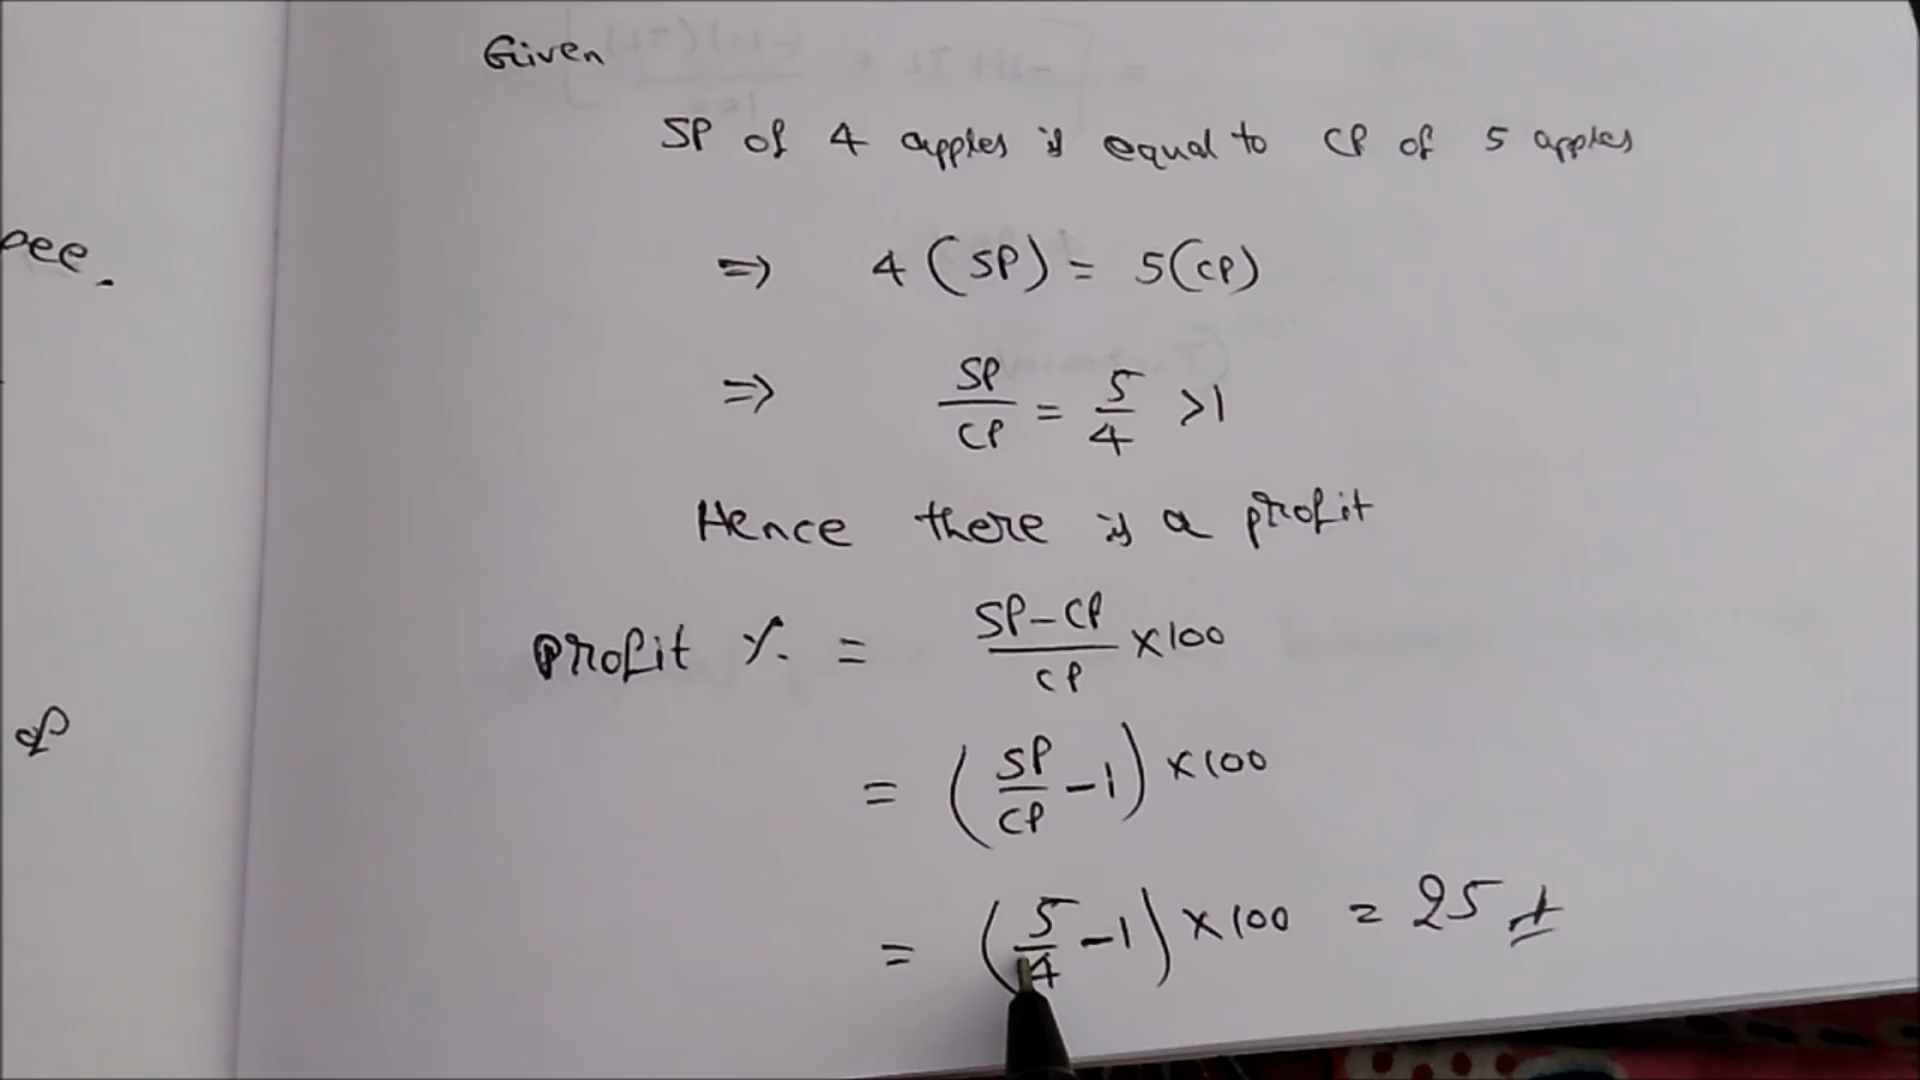 Given
SP of 4 apples is equal to CP of 5 apples
=> 4 (SP) = 5(CP)
=> SP/CP = 5/4 >1
Hence there is a profit
profit % = SP-CP/CP ×100
= (SP/CP -1) ×100
= (5/4 -1) ×100 = 25
pee.
of